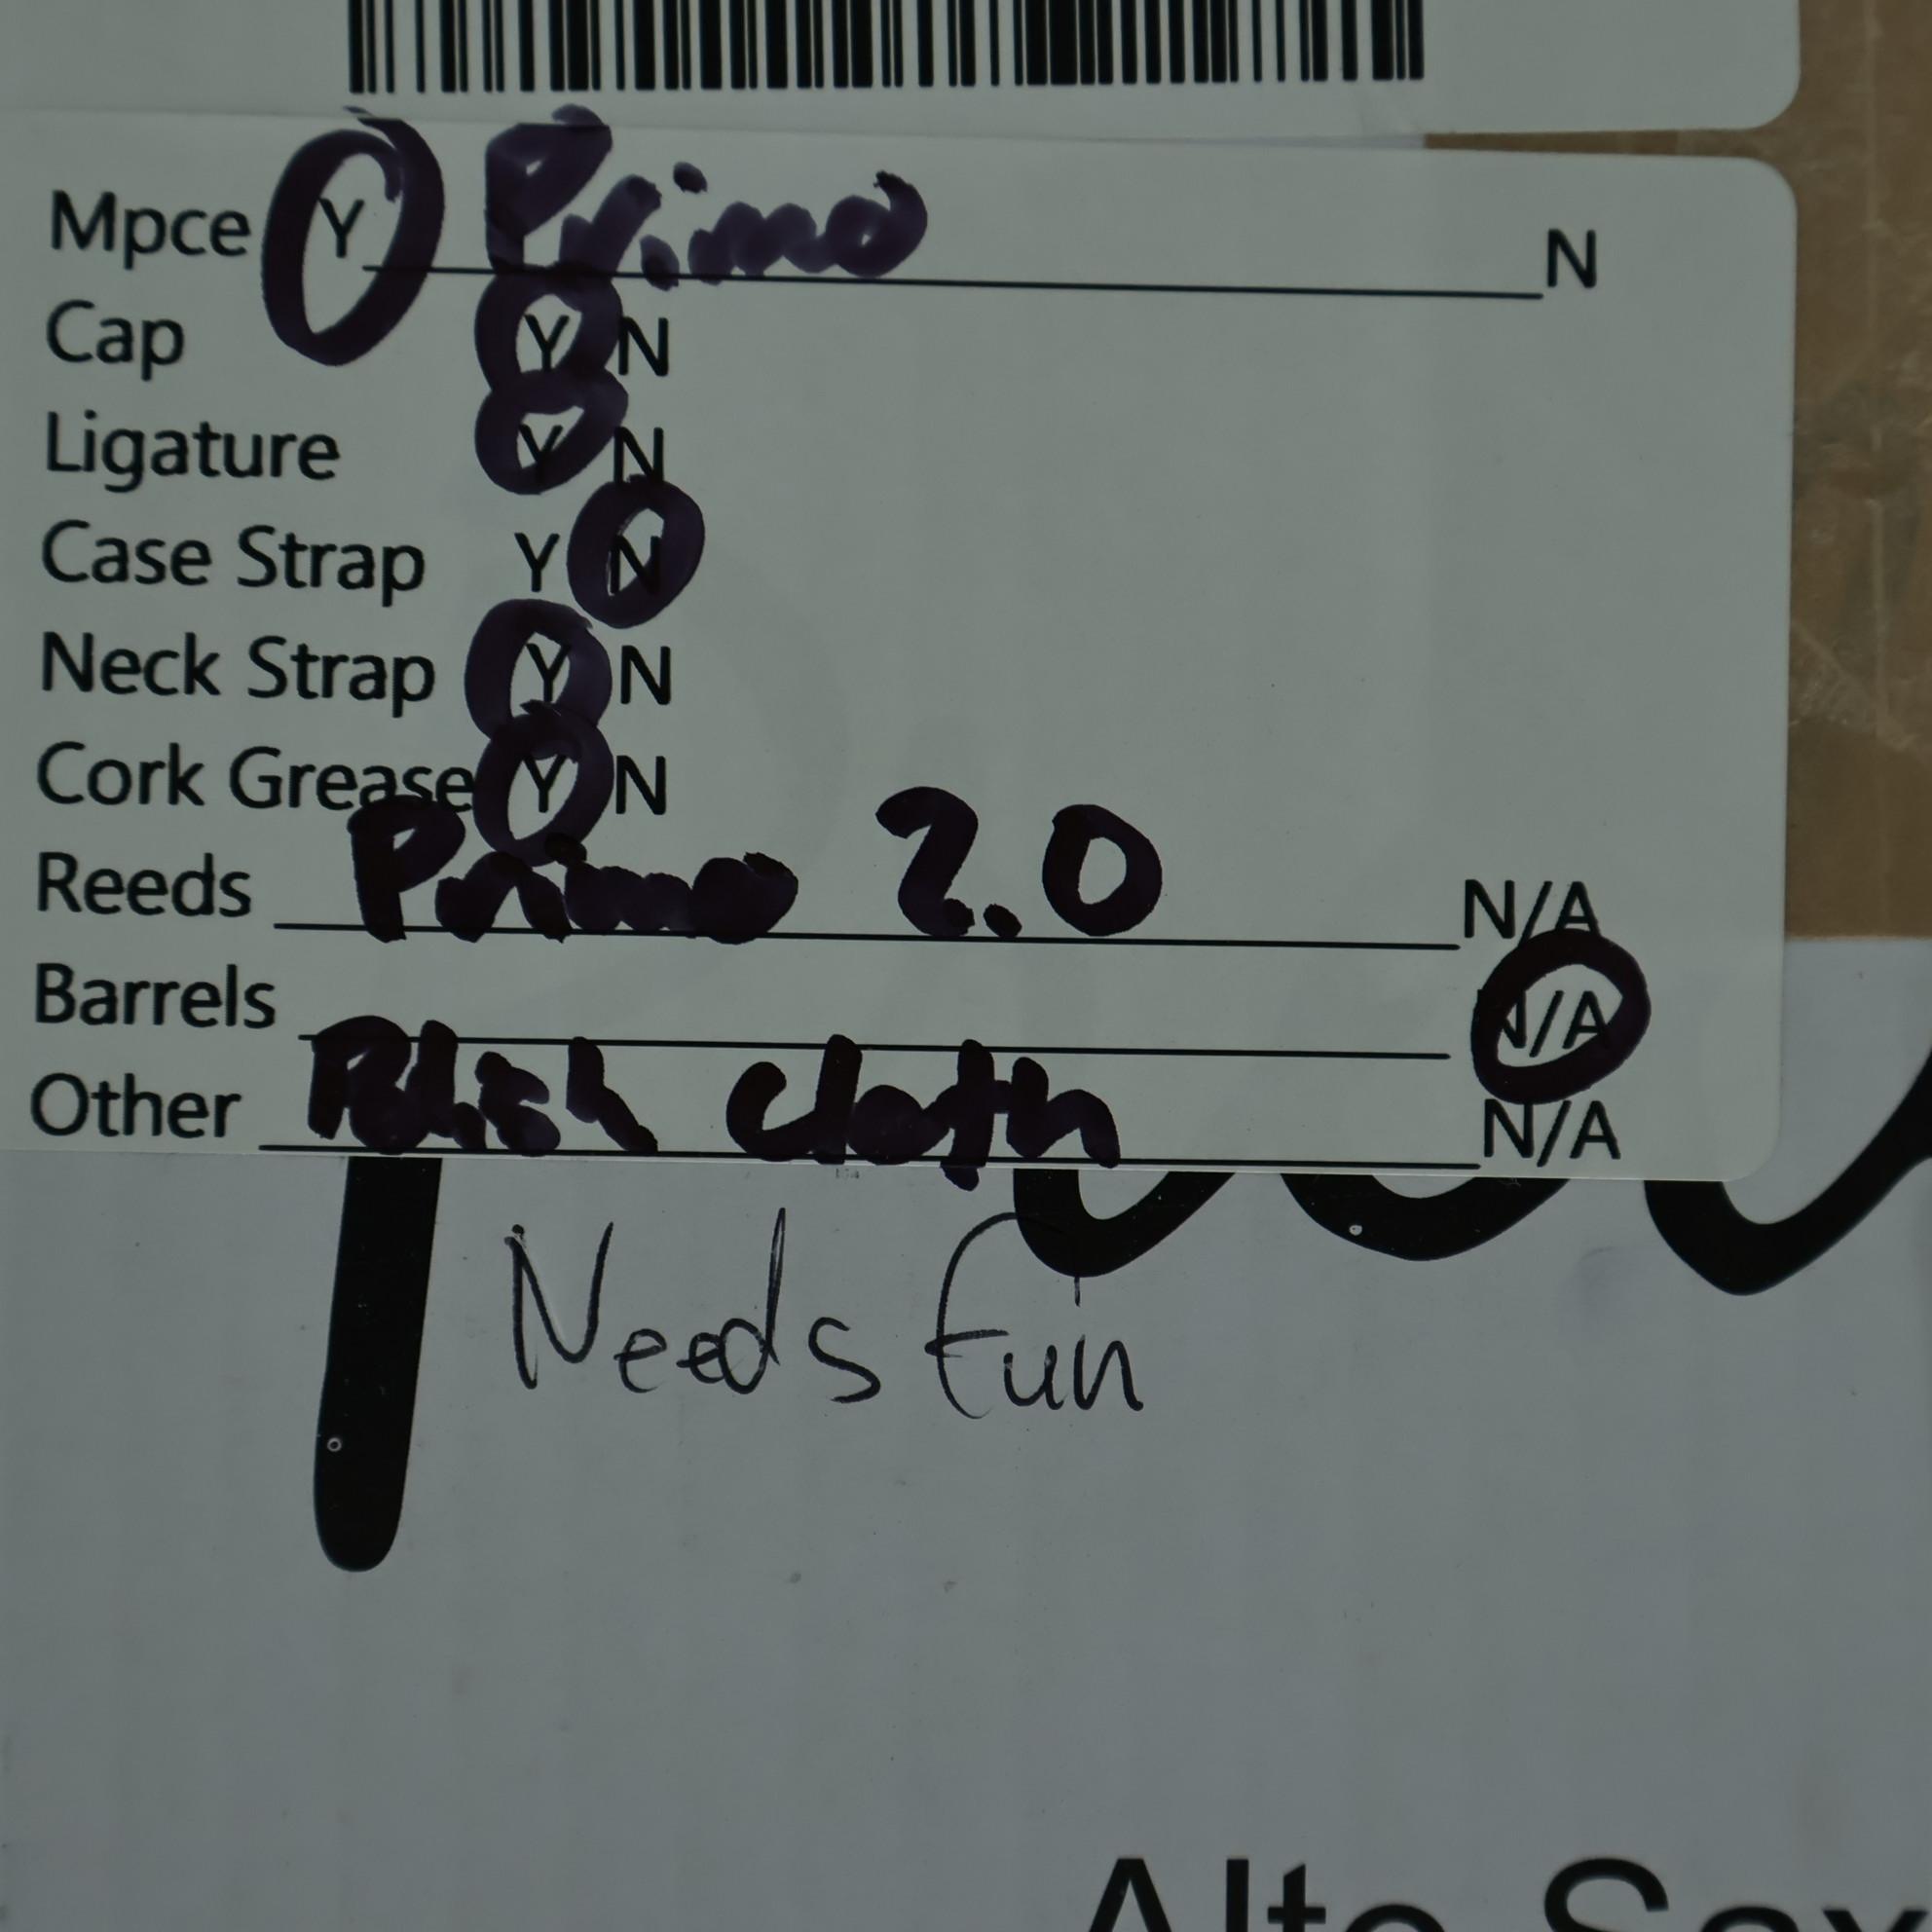 Mpce Y Primo N
Cap Y N
Ligature Y N
Case Strap Y N
Neck Strap Y N
Cork Grease Y N
Reeds Primo 2.0 N/A
Barrels N/A
Other Polish cloth N/A
Needs
Alto Sax